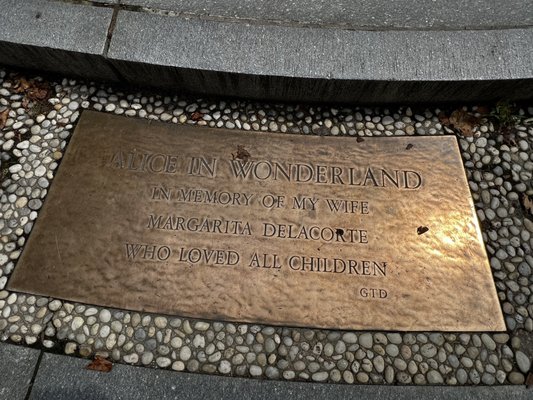 ALICE IN WONDERLAND
IN MEMORY OF MY WIFE
MARGARITA DELACORTE
WHO LOVED ALL CHILDREN
GTD